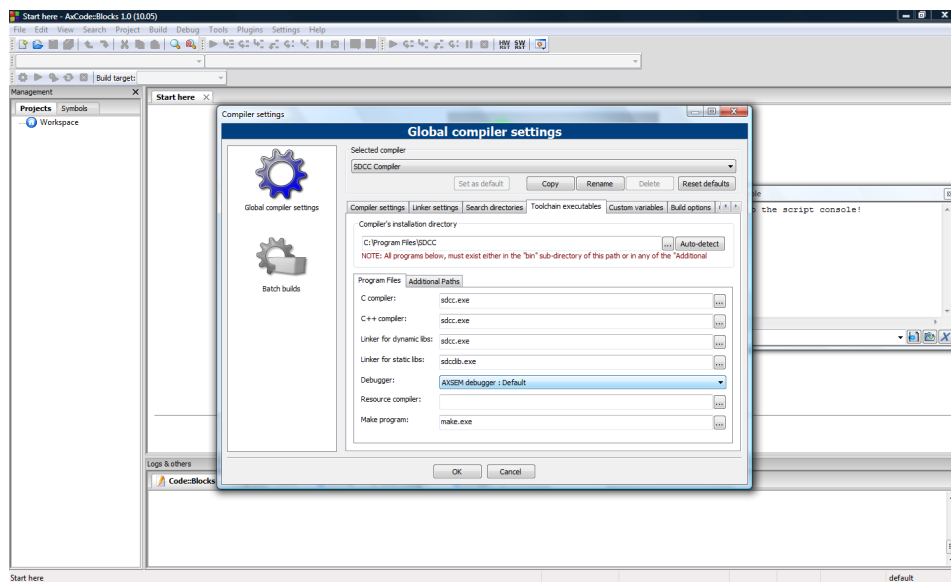 Start here - AxCode::Blocks 1.0 (10.05)
File Edit View Search Project Build Debug Tools Plugins Settings Help
Build target:
Management
Projects Symbols
Workspace
Start here
Compiler settings
Global compiler settings
Global compiler settings
Batch builds
Selected compiler
SDCC Compiler
Set as default Copy Rename Delete Reset defaults
Compiler settings Linker settings Search directories Toolchain executables Custom variables Build options
Compiler's installation directory
C:\Program Files\SDCC ... Auto-detect
NOTE: All programs below, must exist either in the "bin" sub-directory of this path or in any of the "Additional
Program Files Additional Paths
C compiler: sdcc.exe ...
C++ compiler: sdcc.exe ...
Linker for dynamic libs: sdcc.exe ...
Linker for static libs: sdcclib.exe ...
Debugger: AXSEM debugger : Default
Resource compiler: ...
Make program: make.exe ...
OK Cancel
the script console!
Logs & others
Code::Blocks
Start here default